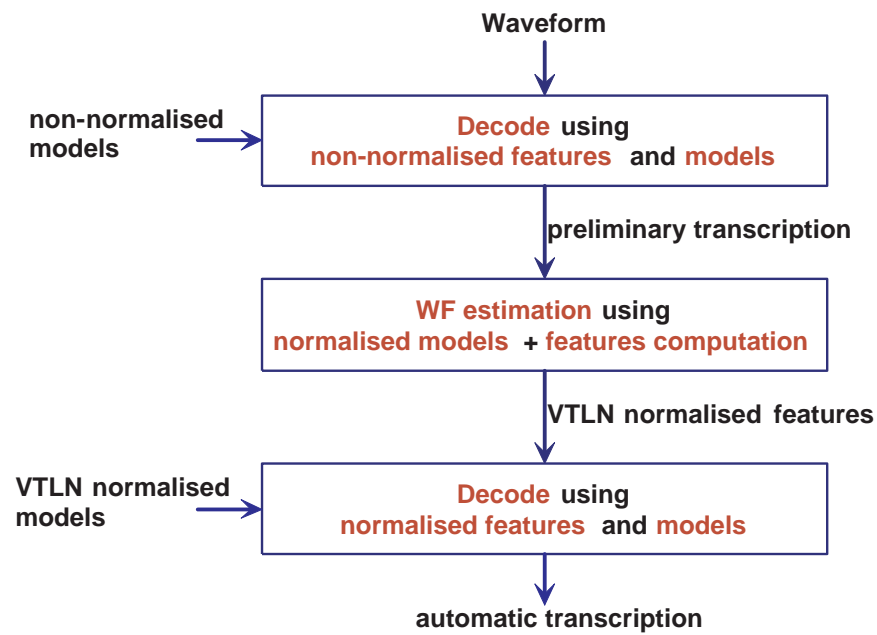 Waveform
non-normalised
models
Decode using
non-normalised features and models
preliminary transcription
WF estimation using
normalised models + features computation
VTLN normalised features
VTLN normalised
models
Decode using
normalised features and models
automatic transcription